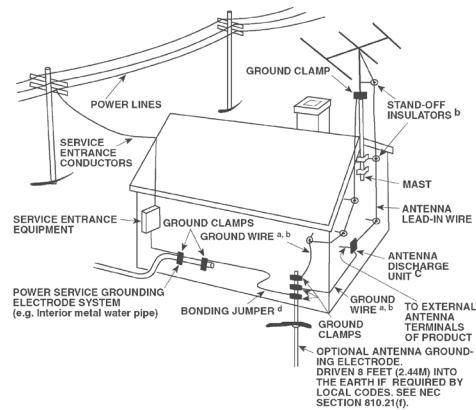 GROUND CLAMP
POWER LINES
STAND-OFF
INSULATORS b
SERVICE
ENTRANCE
CONDUCTORS
MAST
ANTENNA
LEAD-IN WIRE
SERVICE ENTRANCE
EQUIPMENT
GROUND CLAMPS
GROUND WIRE a, b
ANTENNA
DISCHARGE
UNIT C
POWER SERVICE GROUNDING
ELECTRODE SYSTEM
(e.g. Interior metal water pipe)
BONDING JUMPER d
GROUND
WIRE a, b
TO EXTERNAL
ANTENNA
TERMINALS
OF PRODUCT
GROUND
CLAMPS
OPTIONAL ANTENNA GROUND-
ING ELECTRODE.
DRIVEN 8 FEET (2.44M) INTO
THE EARTH IF REQUIRED BY
LOCAL CODES. SEE NEC
SECTION 810.21(f).